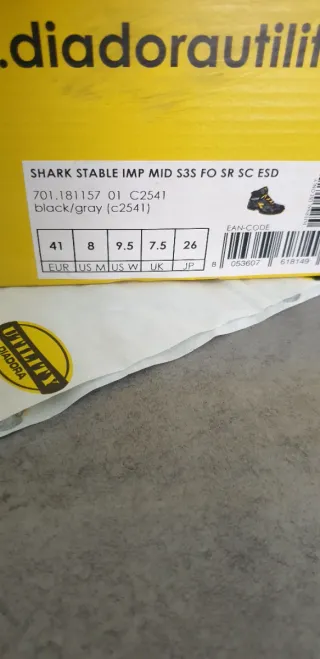 .diadorautilit
SHARK STABLE IMP MID S3S FO SR SC ESD
701.181157 01 C2541
black/gray (c2541)
EAN-CODE
41 8 9.5 7.5 26
EUR US M US W UK JP
8 053607 618149
UTILITY
DIADORA